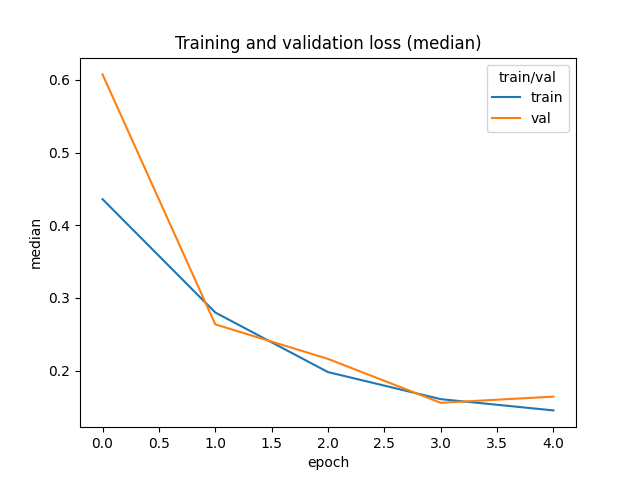 Training and validation loss (median)
train/val
train
val
median
0.6
0.5
0.4
0.3
0.2
0.0 0.5 1.0 1.5 2.0 2.5 3.0 3.5 4.0
epoch